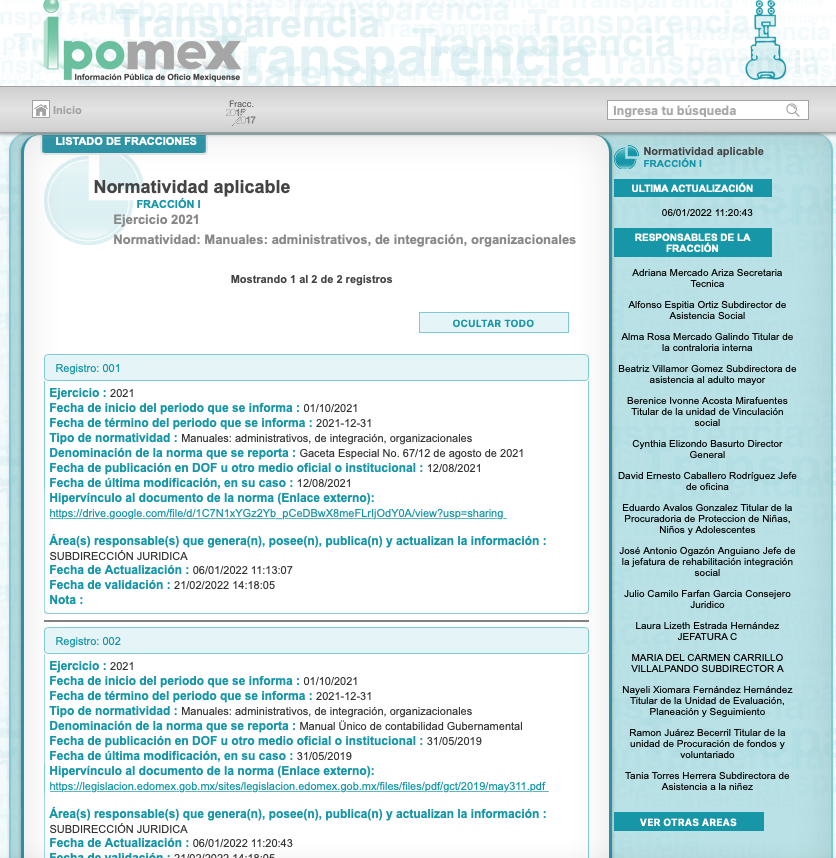 ipomex
Información Pública de Oficio Mexiquense
Transparencia
Inicio
Fracc.
2017
Ingresa tu búsqueda
LISTADO DE FRACCIONES
Normatividad aplicable
FRACCIÓN I
Ejercicio 2021
Normatividad: Manuales: administrativos, de integración, organizacionales
Mostrando 1 al 2 de 2 registros
OCULTAR TODO
Registro: 001
Ejercicio : 2021
Fecha de inicio del periodo que se informa : 01/10/2021
Fecha de término del periodo que se informa : 2021-12-31
Tipo de normatividad : Manuales: administrativos, de integración, organizacionales
Denominación de la norma que se reporta : Gaceta Especial No. 67/12 de agosto de 2021
Fecha de publicación en DOF u otro medio oficial o institucional : 12/08/2021
Fecha de última modificación, en su caso : 12/08/2021
Hipervínculo al documento de la norma (Enlace externo):
https://drive.google.com/file/d/1C7N1xYGz2Yb_pCeDBwX8meFLrIjOdY0A/view?usp=sharing
Área(s) responsable(s) que genera(n), posee(n), publica(n) y actualizan la información :
SUBDIRECCIÓN JURIDICA
Fecha de Actualización : 06/01/2022 11:13:07
Fecha de validación : 21/02/2022 14:18:05
Nota :
Registro: 002
Ejercicio : 2021
Fecha de inicio del periodo que se informa : 01/10/2021
Fecha de término del periodo que se informa : 2021-12-31
Tipo de normatividad : Manuales: administrativos, de integración, organizacionales
Denominación de la norma que se reporta : Manual Único de contabilidad Gubernamental
Fecha de publicación en DOF u otro medio oficial o institucional : 31/05/2019
Fecha de última modificación, en su caso : 31/05/2019
Hipervínculo al documento de la norma (Enlace externo):
https://legislacion.edomex.gob.mx/sites/legislacion.edomex.gob.mx/files/files/pdf/gct/2019/may311.pdf
Área(s) responsable(s) que genera(n), posee(n), publica(n) y actualizan la información :
SUBDIRECCIÓN JURIDICA
Fecha de Actualización : 06/01/2022 11:20:43
Fecha de validación : 21/02/2022 14:18:05
Normatividad aplicable
FRACCIÓN I
ULTIMA ACTUALIZACIÓN
06/01/2022 11:20:43
RESPONSABLES DE LA
FRACCIÓN
Adriana Mercado Ariza Secretaria
Tecnica
Alfonso Espitia Ortiz Subdirector de
Asistencia Social
Alma Rosa Mercado Galindo Titular de
la contraloria interna
Beatriz Villamor Gomez Subdirectora de
asistencia al adulto mayor
Berenice Ivonne Acosta Mirafuentes
Titular de la unidad de Vinculación
social
Cynthia Elizondo Basurto Director
General
David Ernesto Caballero Rodríguez Jefe
de oficina
Eduardo Avalos Gonzalez Titular de la
Procuradoria de Proteccion de Niñas,
Niños y Adolescentes
José Antonio Ogazón Anguiano Jefe de
la jefatura de rehabilitación integración
social
Julio Camilo Farfan Garcia Consejero
Juridico
Laura Lizeth Estrada Hernández
JEFATURA C
MARIA DEL CARMEN CARRILLO
VILLALPANDO SUBDIRECTOR A
Nayeli Xiomara Fernández Hernández
Titular de la Unidad de Evaluación,
Planeación y Seguimiento
Ramon Juárez Becerril Titular de la
unidad de Procuración de fondos y
voluntariado
Tania Torres Herrera Subdirectora de
Asistencia a la niñez
VER OTRAS AREAS